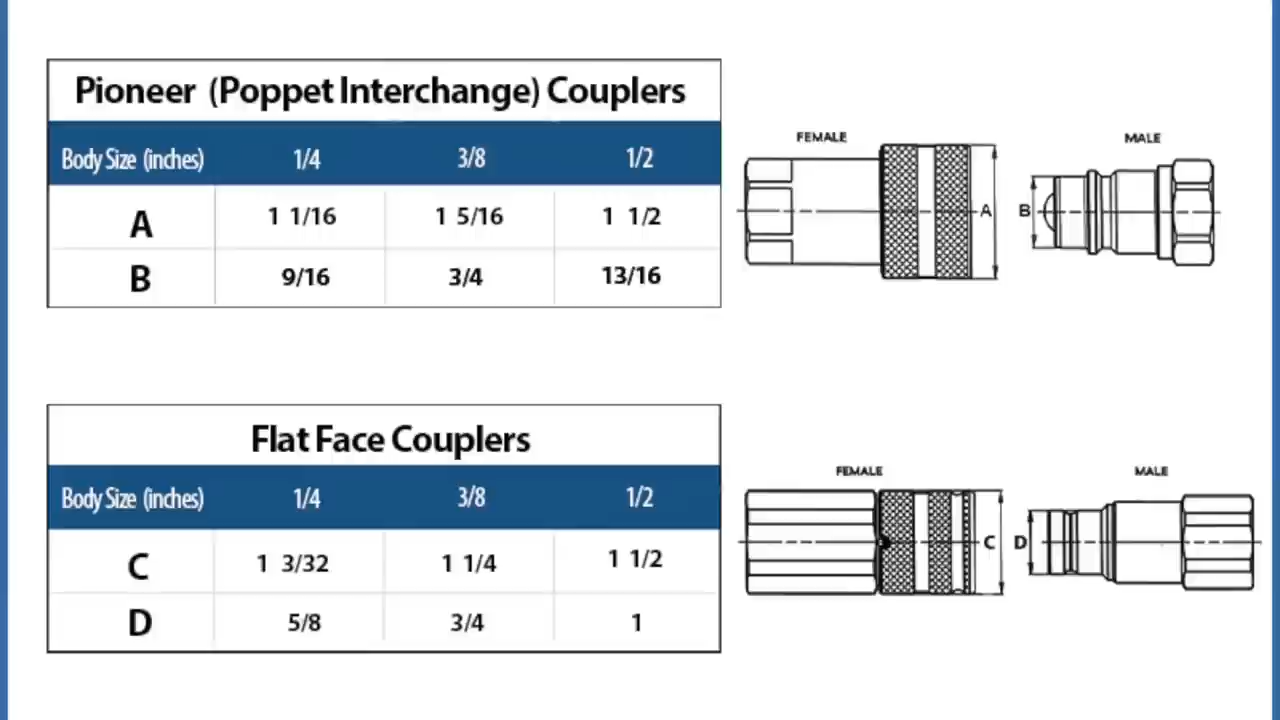 Pioneer (Poppet Interchange) Couplers
Body Size (inches) 1/4 3/8 1/2
A 1 1/16 1 5/16 1 1/2
B 9/16 3/4 13/16
FEMALE MALE
A B
Flat Face Couplers
Body Size (inches) 1/4 3/8 1/2
C 1 3/32 1 1/4 1 1/2
D 5/8 3/4 1
FEMALE MALE
C D